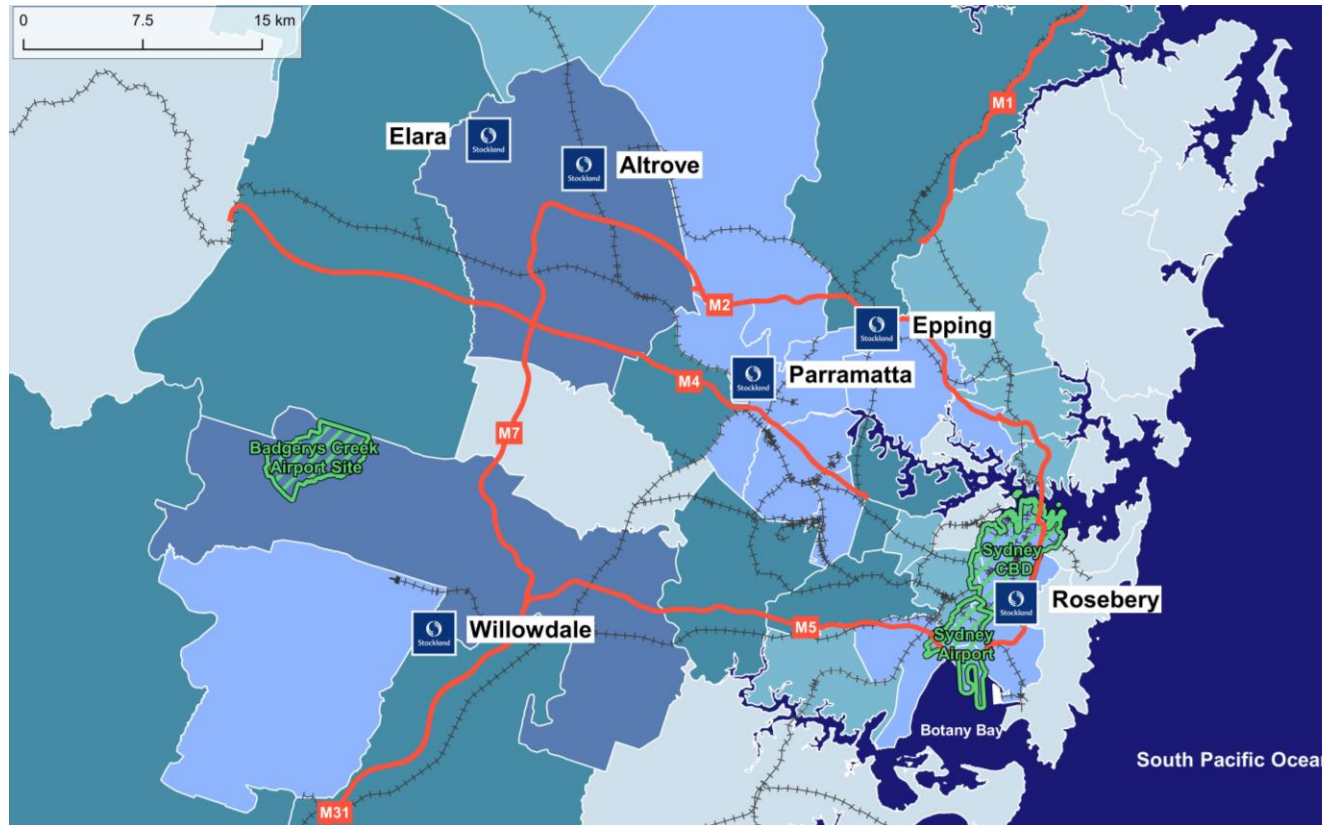 0 7.5 15 km
M1
Elara
Stockland
Altrove
Stockland
M2
Epping
Stockland
Parramatta
Stockland
M4
M7
Badgerys Creek
Airport Site
Sydney
CBD
Rosebery
Stockland
Willowdale
Stockland
M5
Sydney
Airport
Botany Bay
South Pacific Ocear
M31